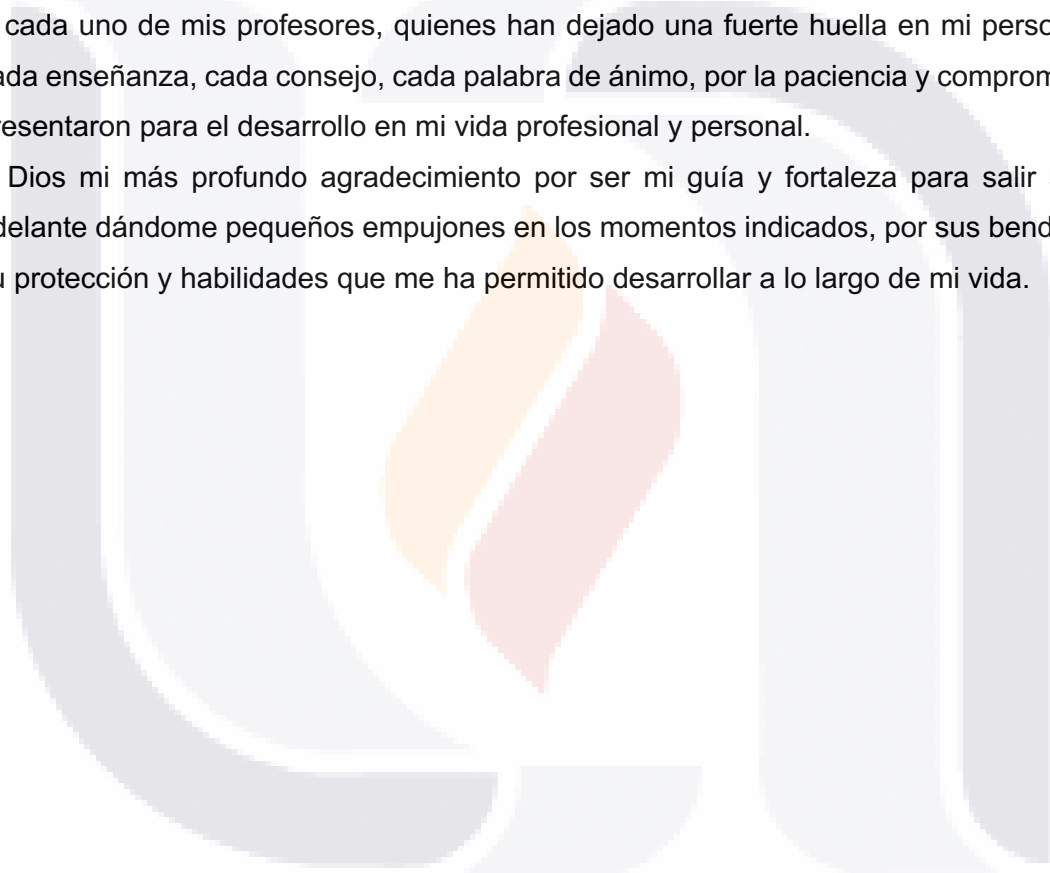 cada uno de mis profesores, quienes han dejado una fuerte huella en mi
enseñanza, cada consejo, cada palabra de ánimo, por la paciencia y
para el desarrollo en mi vida profesional y personal.
Dios mi más profundo agradecimiento por ser mi guía y fortaleza para salir
dándome pequeños empujones en los momentos indicados, por sus
protección y habilidades que me ha permitido desarrollar a lo largo de mi vida.